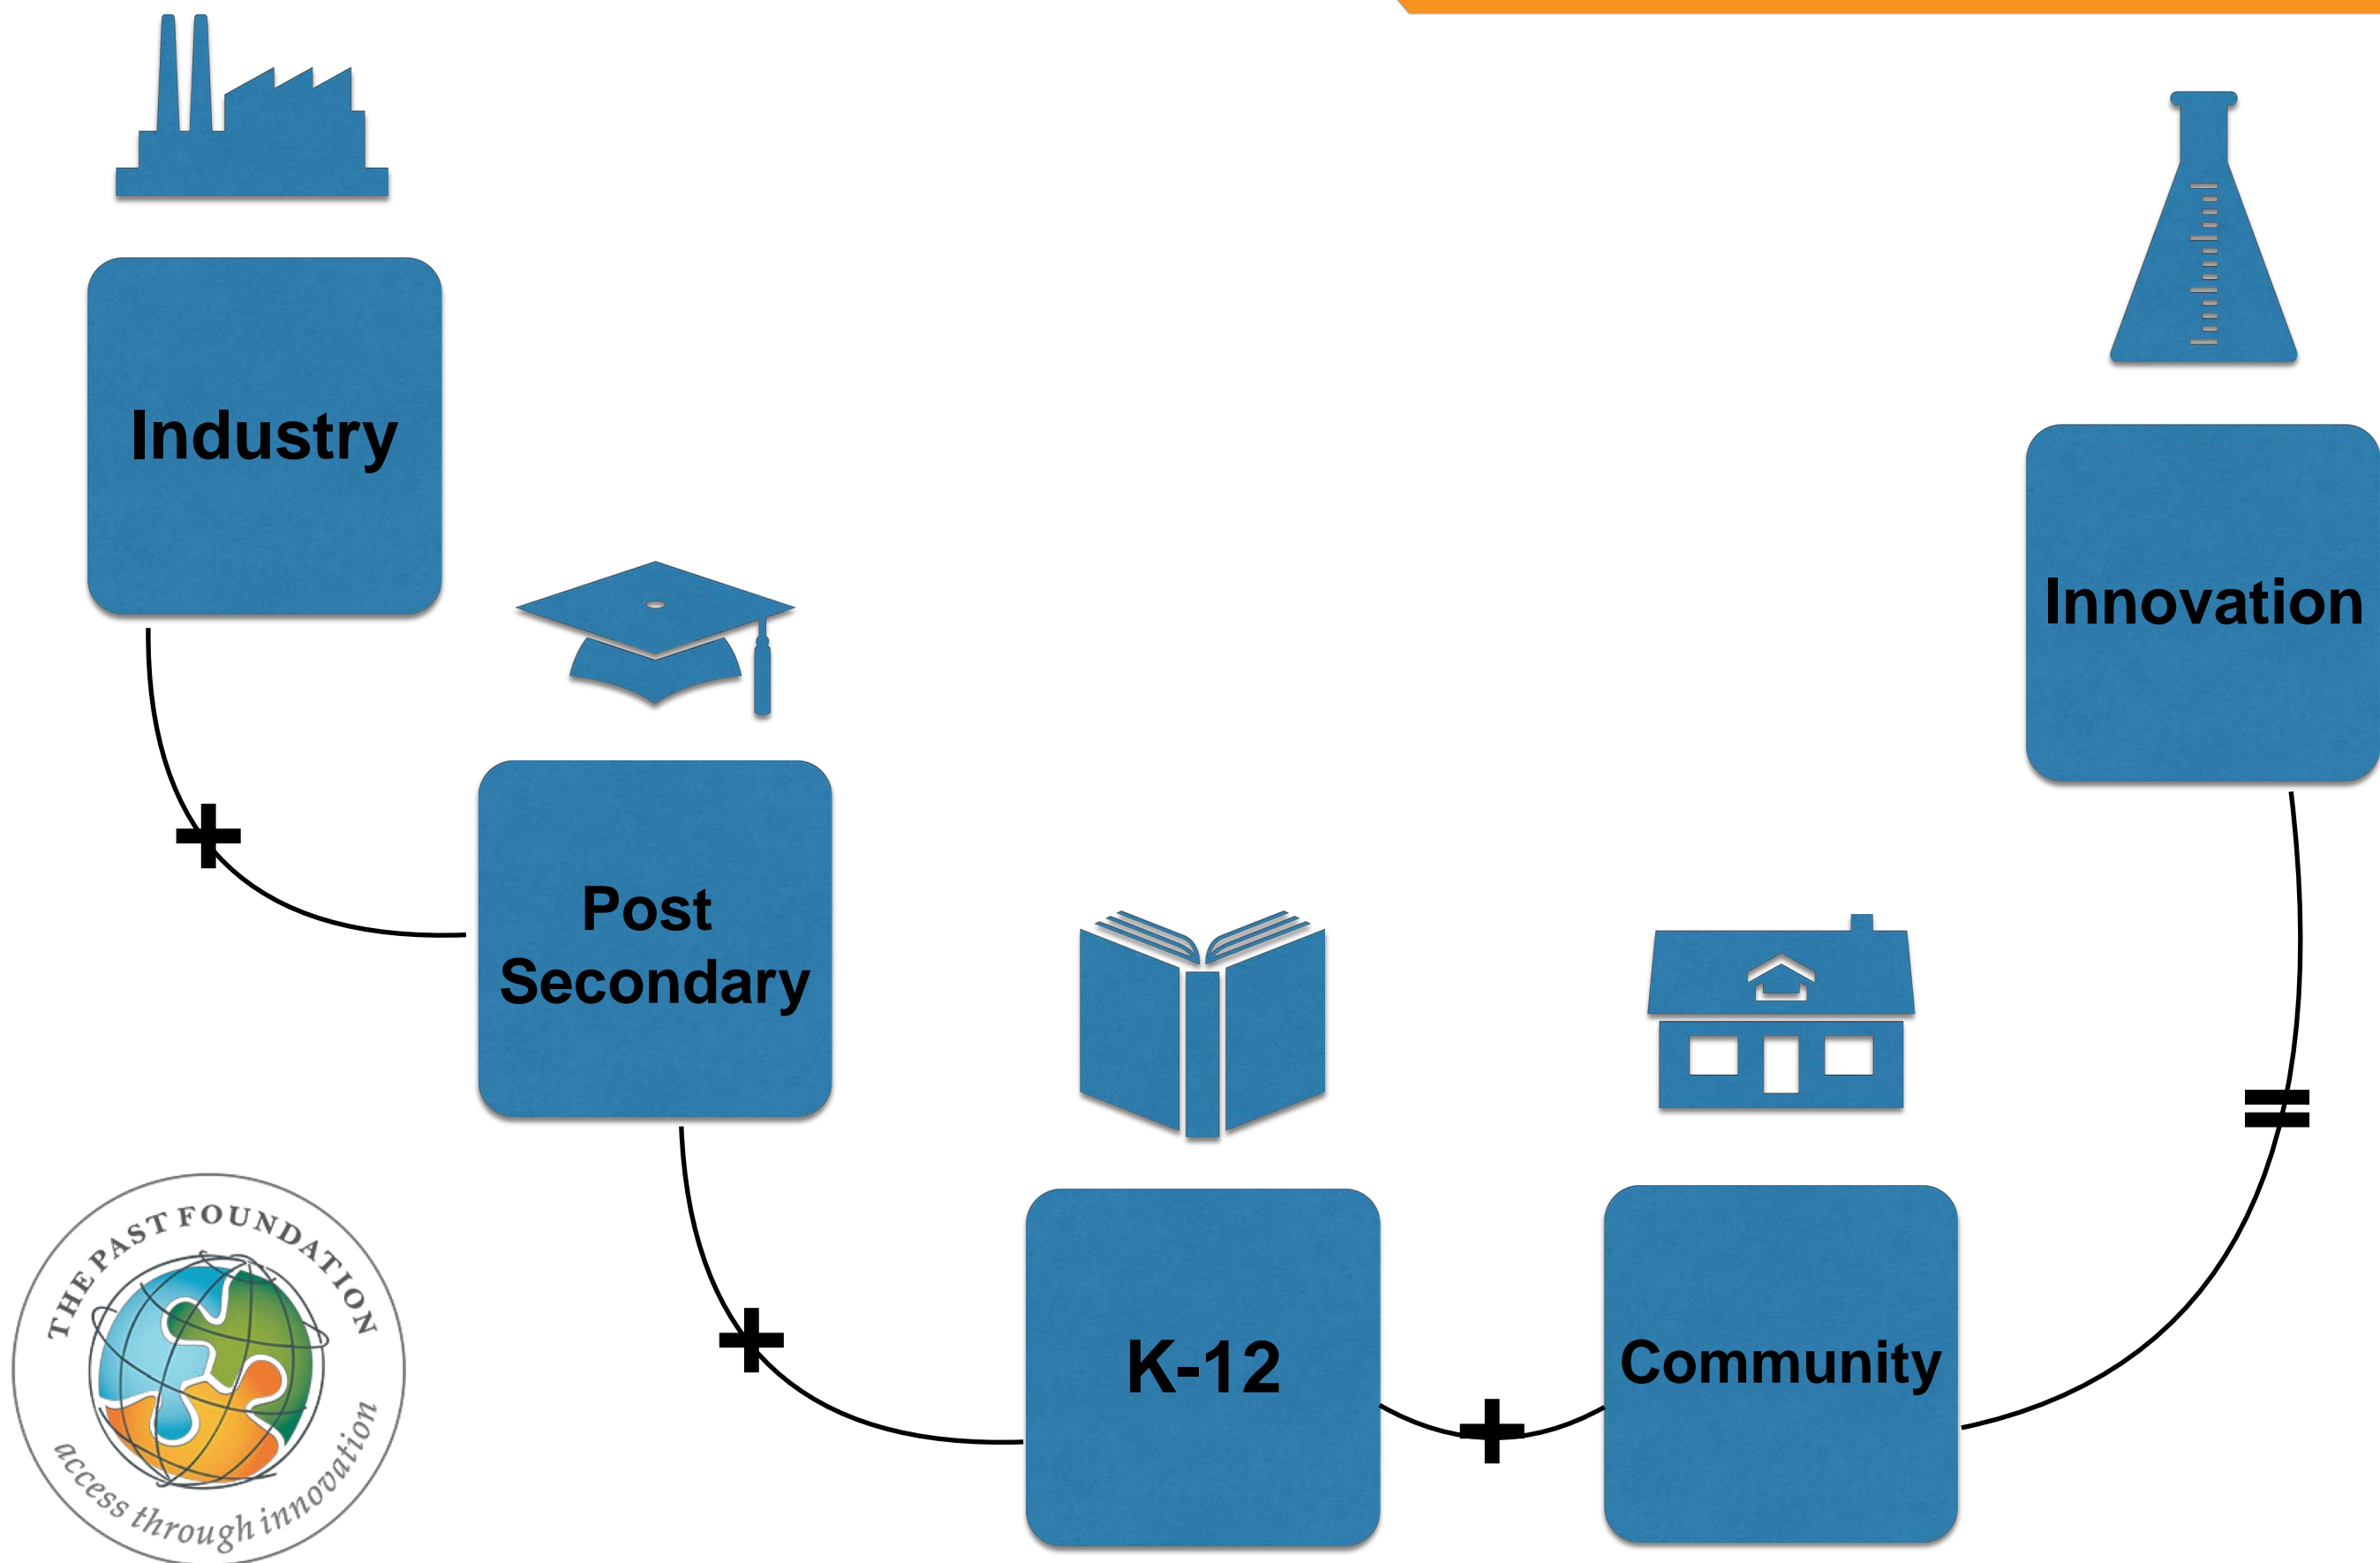 Industry
+
Post
Secondary
+
K-12
+
Community
=
Innovation
THE PAST FOUNDATION
access through innovation